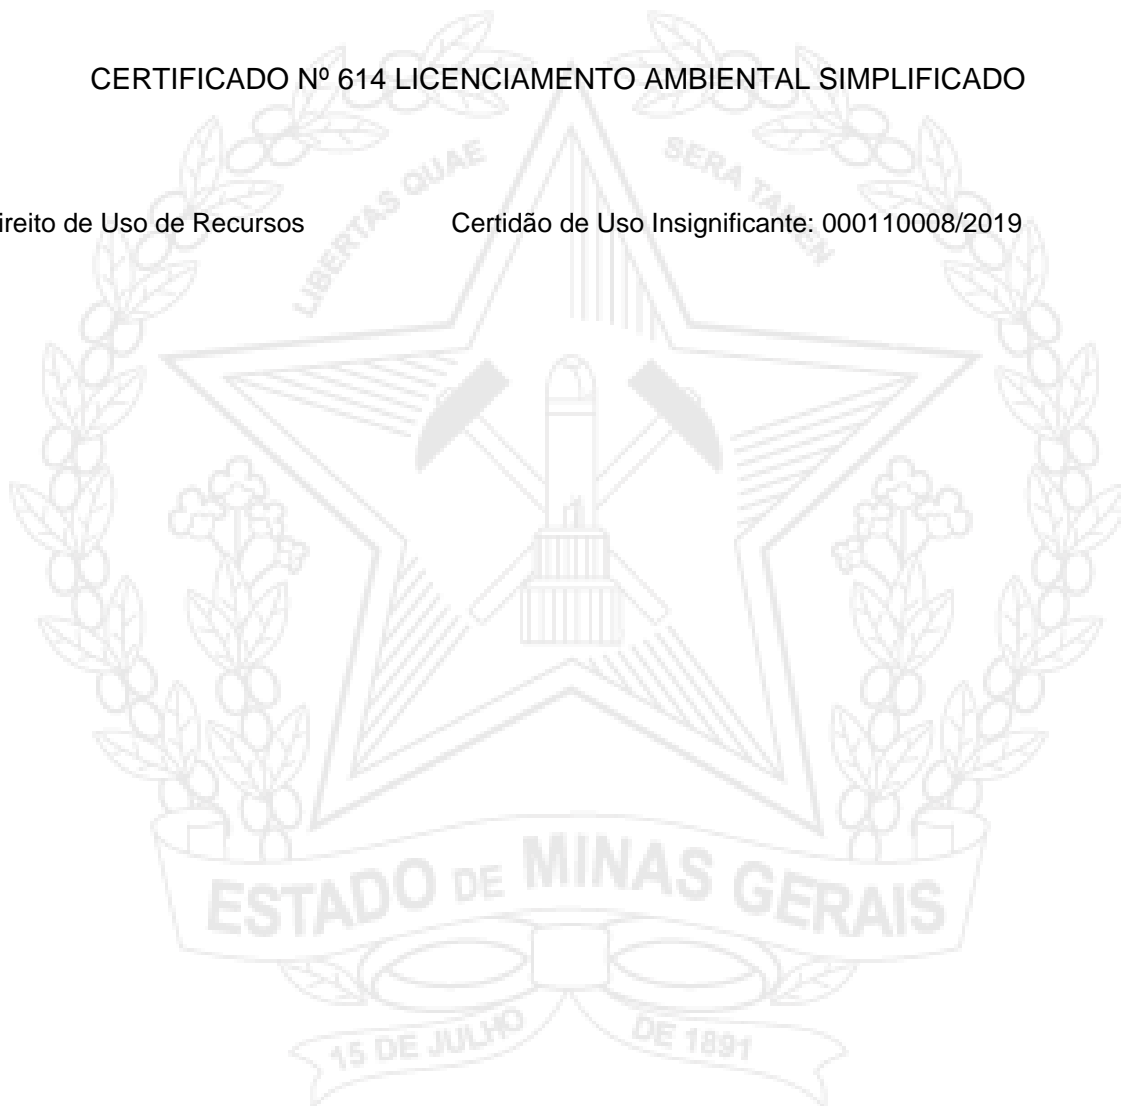 CERTIFICADO Nº 614 LICENCIAMENTO AMBIENTAL SIMPLIFICADO
LIBERTAS QUAE SERA TAMEN
ireito de Uso de Recursos Certidão de Uso Insignificante: 000110008/2019
ESTADO DE MINAS GERAIS
15 DE JULHO DE 1891